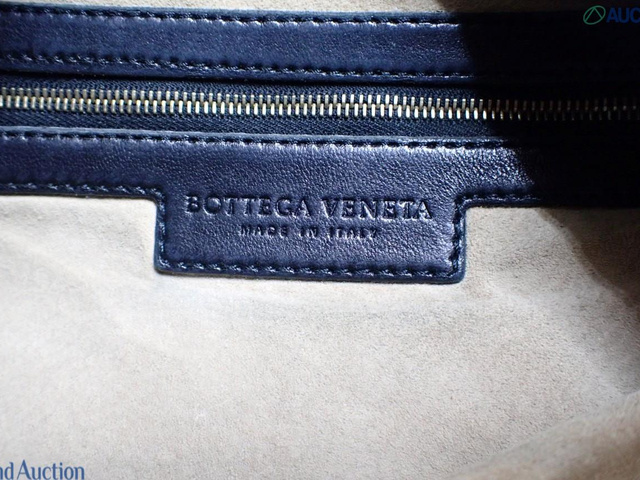 AUC
BOTTEGA VENETA
MADE IN ITALY
nd Auction